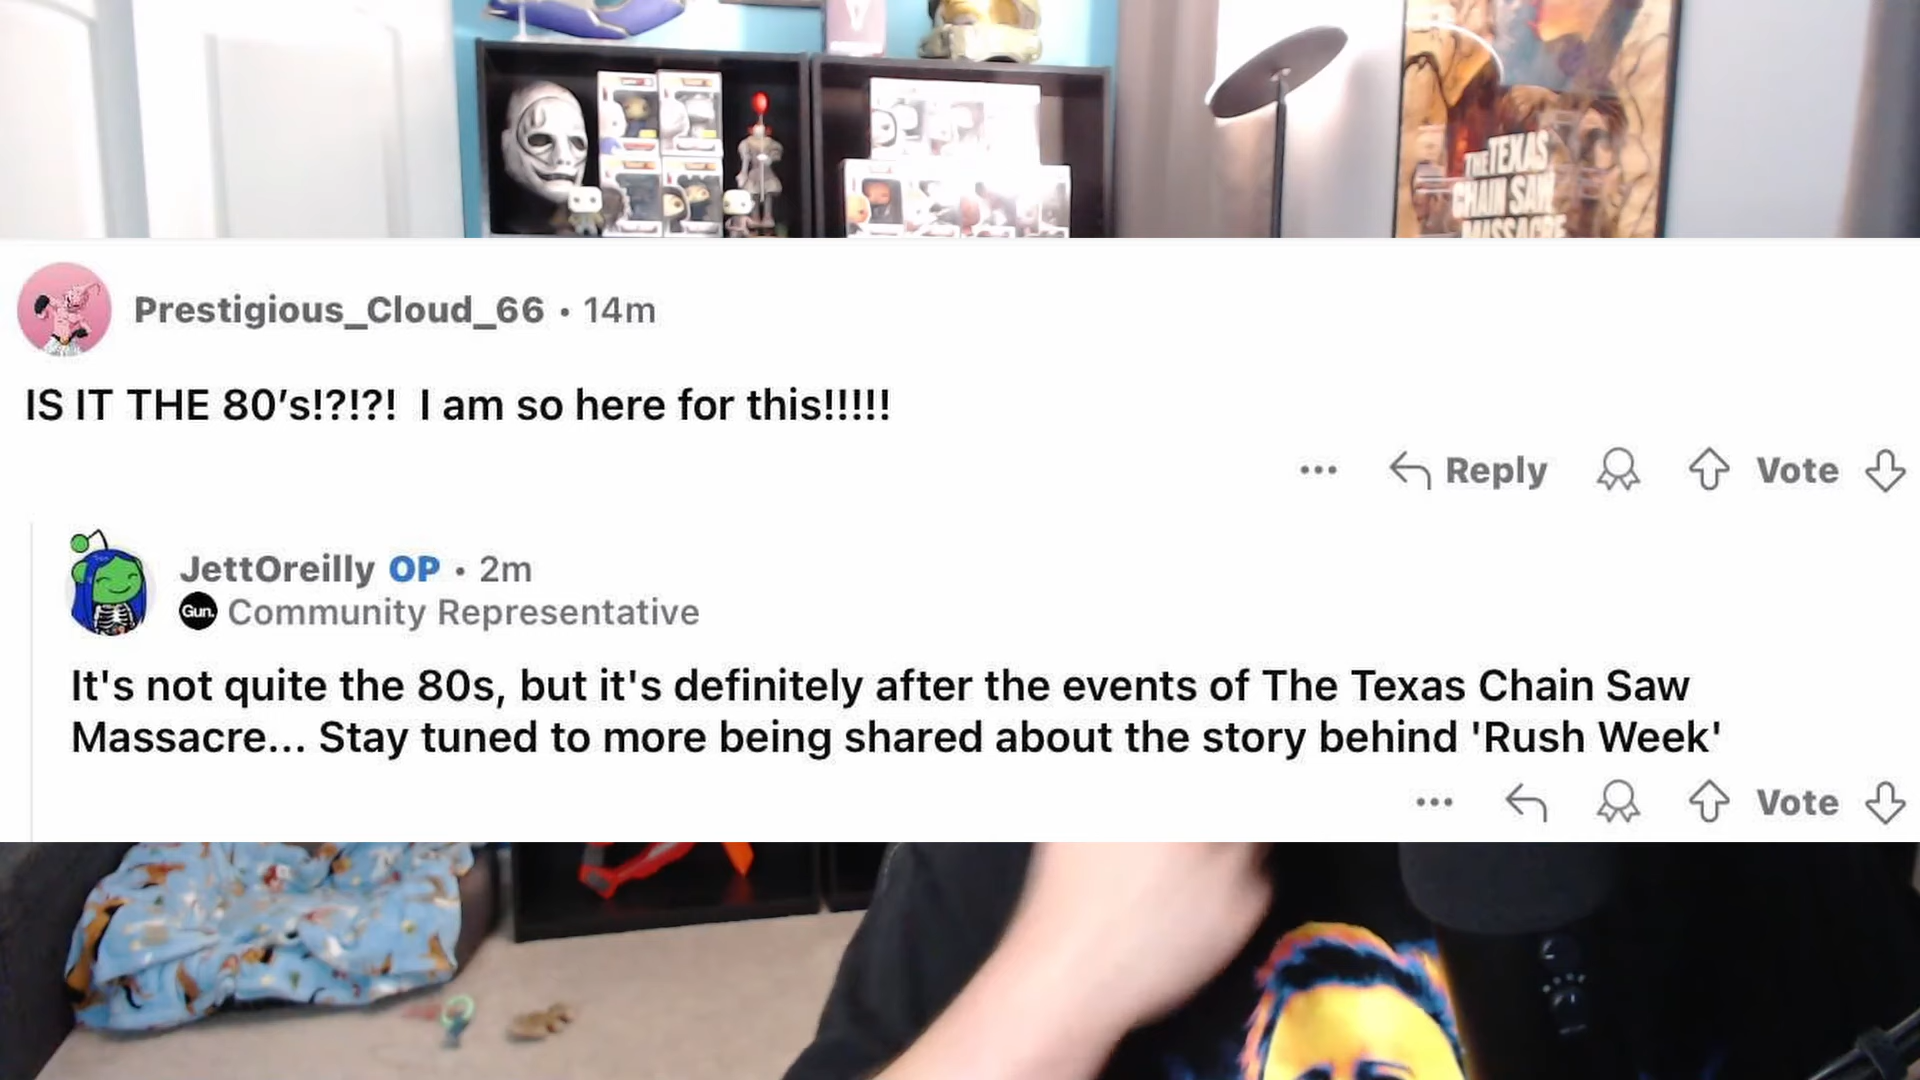 THE TEXAS
CHAIN SAW
MASSACRE
Prestigious_Cloud_66 • 14m
IS IT THE 80’s!?!?! I am so here for this!!!!!
Reply Vote
JettOreilly OP • 2m
Gun. Community Representative
It's not quite the 80s, but it's definitely after the events of The Texas Chain Saw
Massacre... Stay tuned to more being shared about the story behind 'Rush Week'
Vote